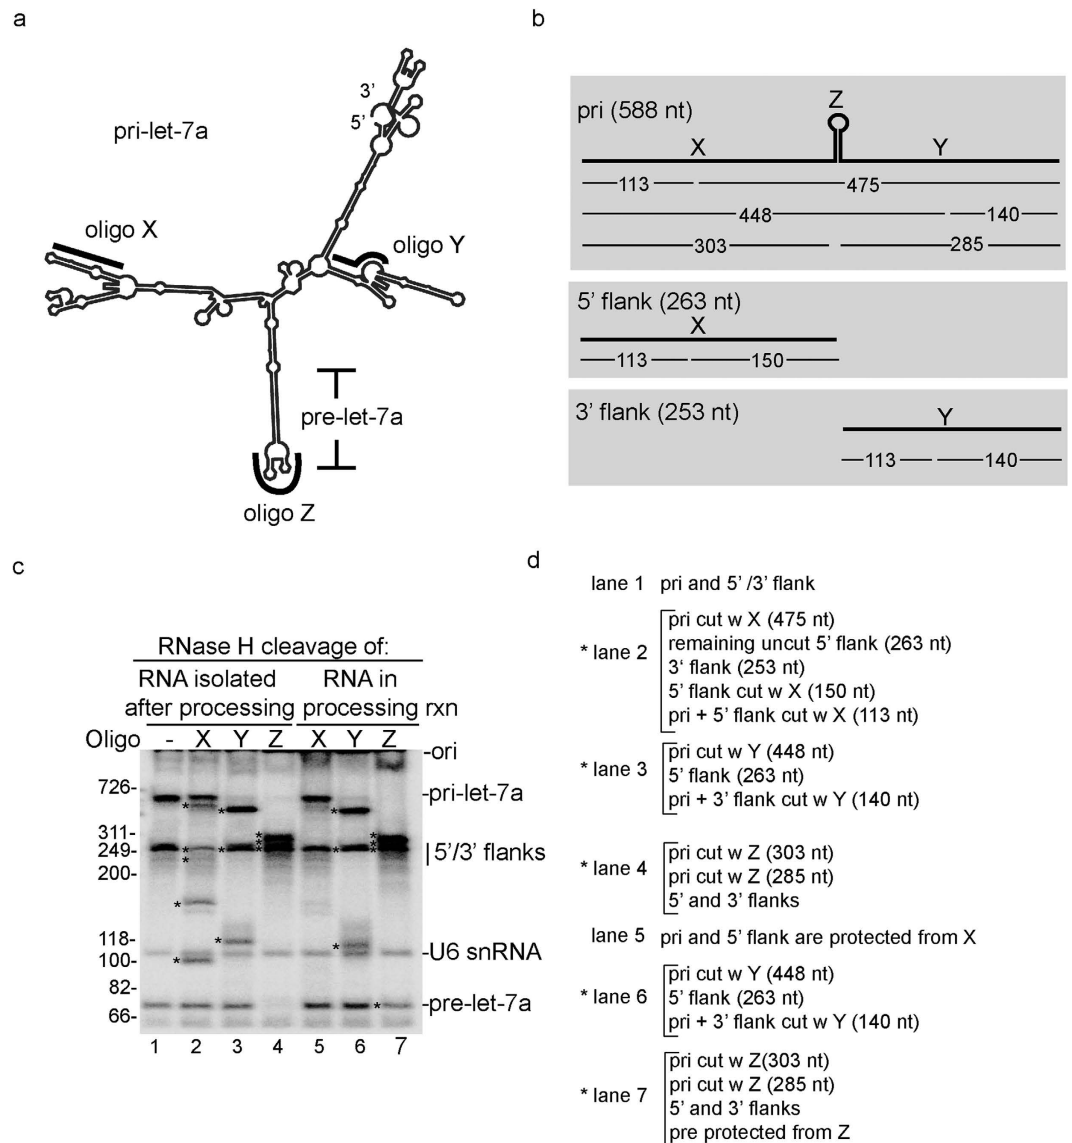 a
pri-let-7a
3'
5'
oligo X
oligo Y
pre-let-7a
oligo Z
b
pri (588 nt)
Z
X
Y
113
475
448
140
303
285
5' flank (263 nt)
X
113
150
3' flank (253 nt)
Y
113
140
c
RNase H cleavage of:
RNA isolated after processing
RNA in processing rxn
Oligo - X Y Z X Y Z
-ori
726-
-pri-let-7a
311-
249-
5'/3' flanks
200-
118-
-U6 snRNA
100-
82-
-pre-let-7a
66-
1 2 3 4 5 6 7
d
lane 1 pri and 5' /3' flank
* lane 2
pri cut w X (475 nt)
remaining uncut 5' flank (263 nt)
3' flank (253 nt)
5' flank cut w X (150 nt)
pri + 5' flank cut w X (113 nt)
* lane 3
pri cut w Y (448 nt)
5' flank (263 nt)
pri + 3' flank cut w Y (140 nt)
* lane 4
pri cut w Z (303 nt)
pri cut w Z (285 nt)
5' and 3' flanks
lane 5 pri and 5' flank are protected from X
* lane 6
pri cut w Y (448 nt)
5' flank (263 nt)
pri + 3' flank cut w Y (140 nt)
* lane 7
pri cut w Z(303 nt)
pri cut w Z (285 nt)
5' and 3' flanks
pre protected from Z